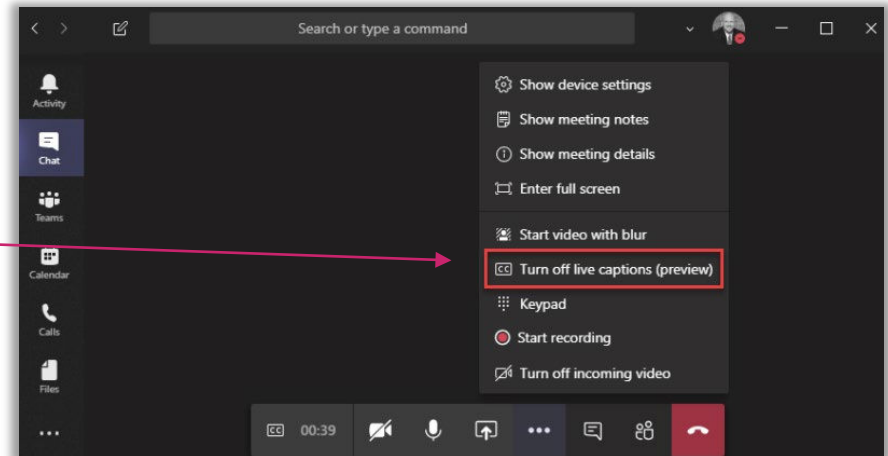 Search or type a command
Activity
Chat
Teams
Calendar
Calls
Files
Show device settings
Show meeting notes
Show meeting details
Enter full screen
Start video with blur
CC Turn off live captions (preview)
Keypad
Start recording
Turn off incoming video
CC 00:39